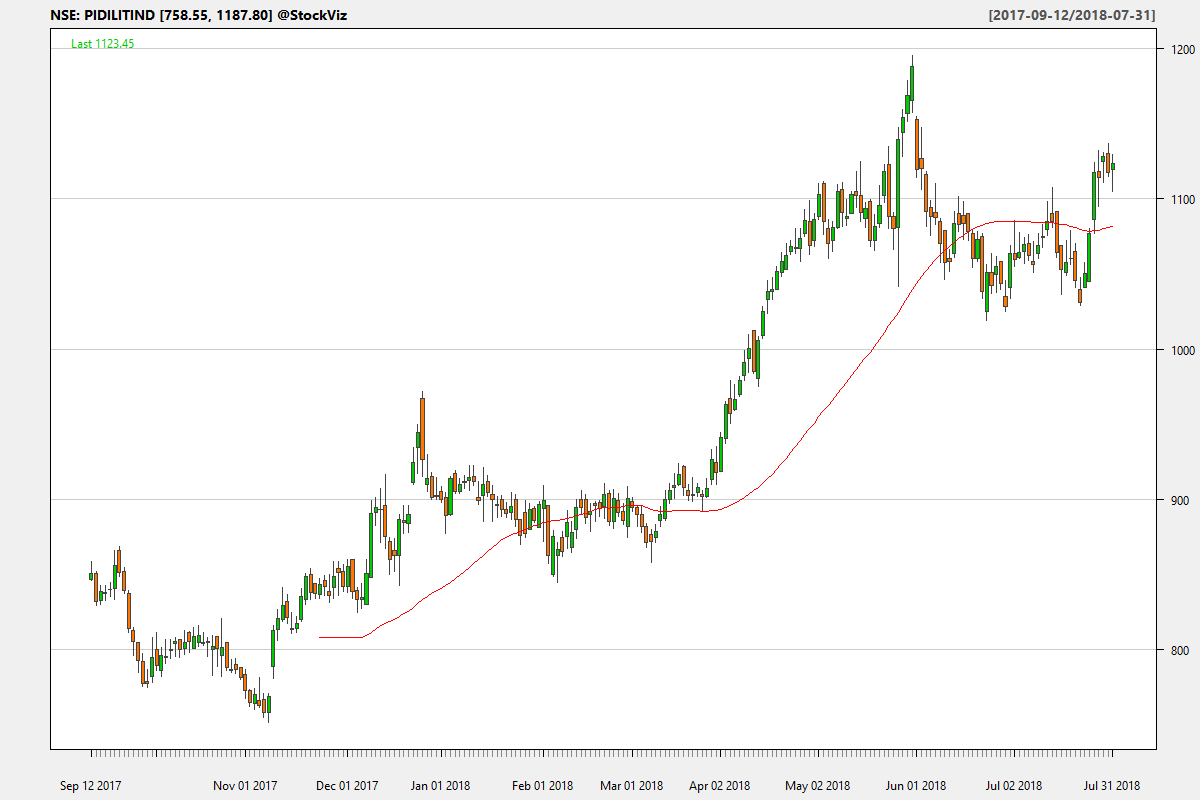 NSE: PIDILITIND [758.55, 1187.80] @StockViz [2017-09-12/2018-07-31]
Last 1123.45
1200
1100
1000
900
800
Sep 12 2017 Nov 01 2017 Dec 01 2017 Jan 01 2018 Feb 01 2018 Mar 01 2018 Apr 02 2018 May 02 2018 Jun 01 2018 Jul 02 2018 Jul 31 2018